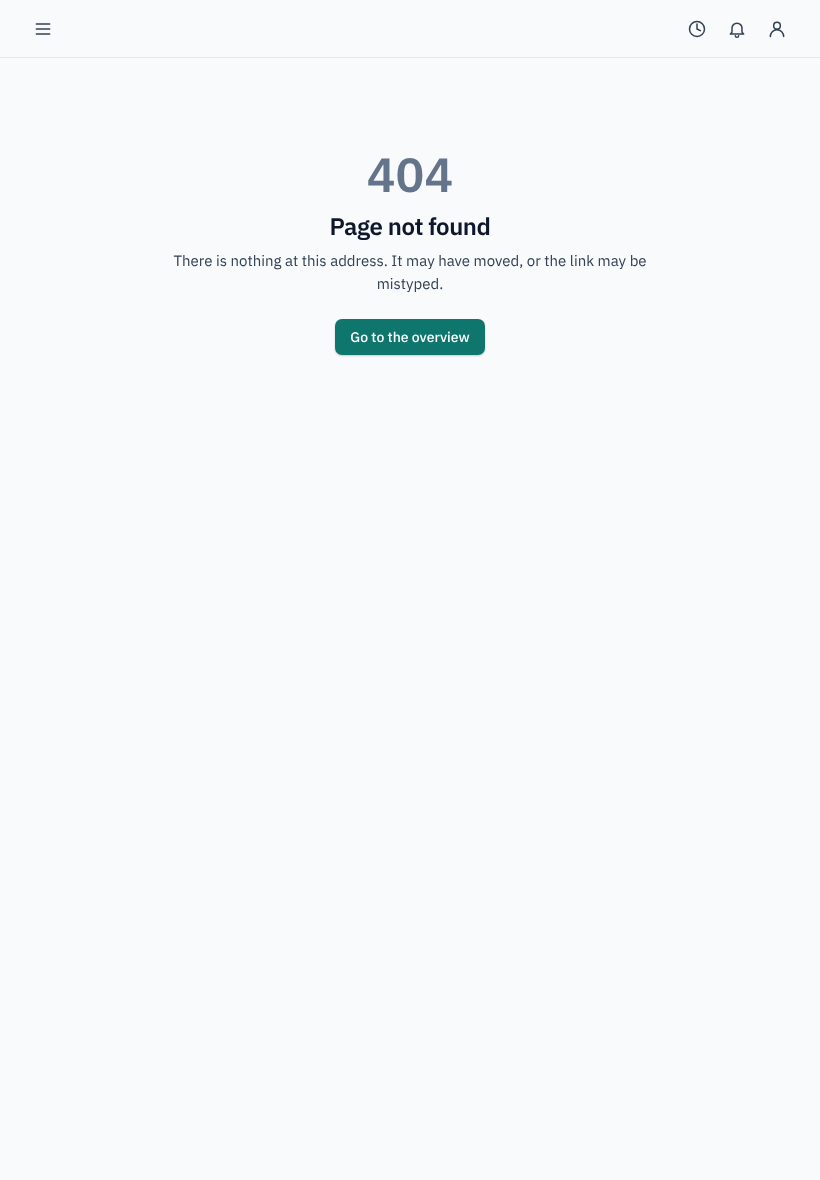 404
Page not found
There is nothing at this address. It may have moved, or the link may be
mistyped.
Go to the overview